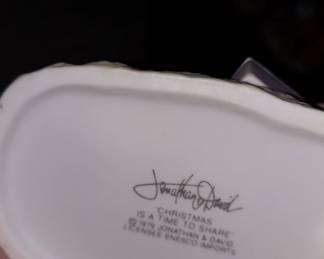 Jonathan & David
"CHRISTMAS
IS A TIME TO SHARE"
© 1979 JONATHAN & DAVID
LICENSEE ENESCO IMPORTS